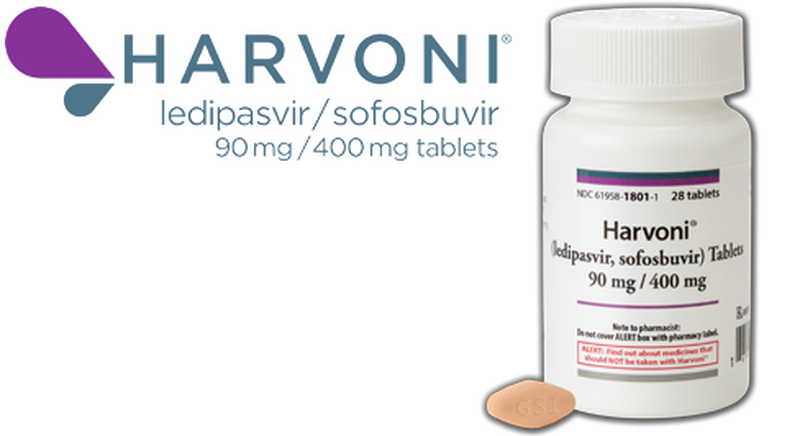 HARVONI®
ledipasvir/sofosbuvir
90 mg/400 mg tablets
NDC 61958-1801-1 28 tablets
Harvoni®
(ledipasvir, sofosbuvir) Tablets
90 mg / 400 mg
Note to pharmacist:
Do not cover ALERT box with pharmacy label.
ALERT: Find out about medicines that
should NOT be taken with Harvoni™
GSI